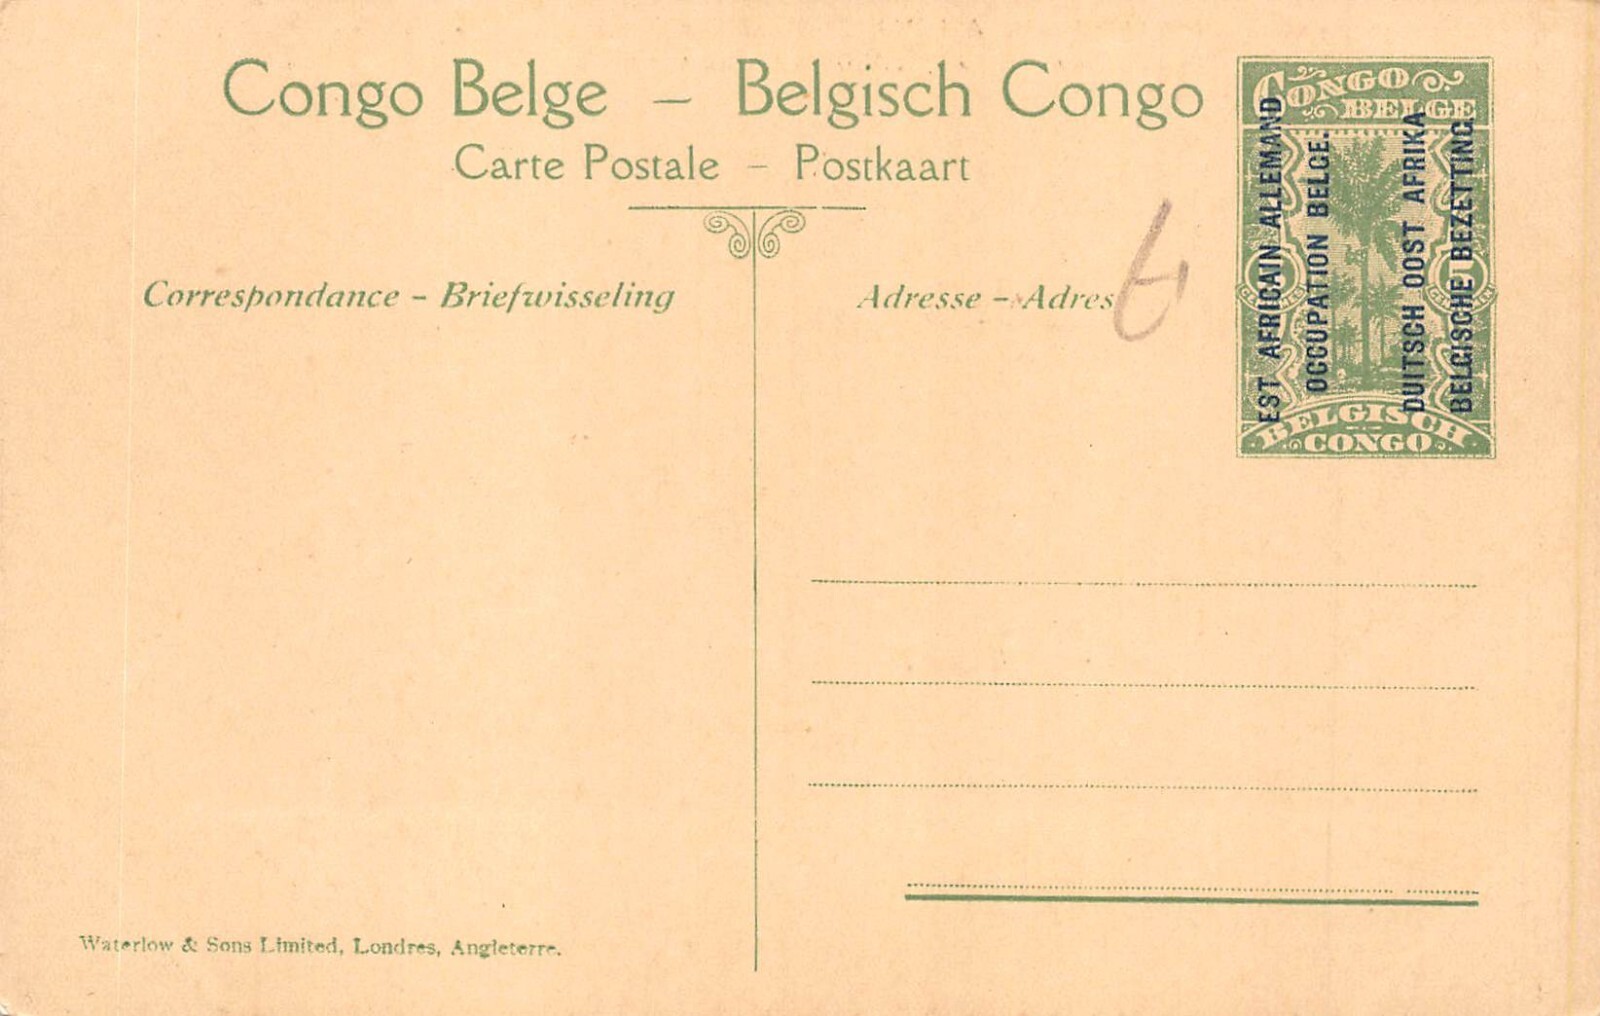 Congo Belge – Belgisch Congo
Carte Postale – Postkaart
Correspondance – Briefwisseling
Adresse – Adres
CONGO
BELGE
EST AFRICAIN ALLEMAND
OCCUPATION BELGE.
DUITSCH OOST AFRIKA
BELGISCHE BEZETTING.
BELGISCH
CONGO
Waterlow & Sons Limited, Londres, Angleterre.